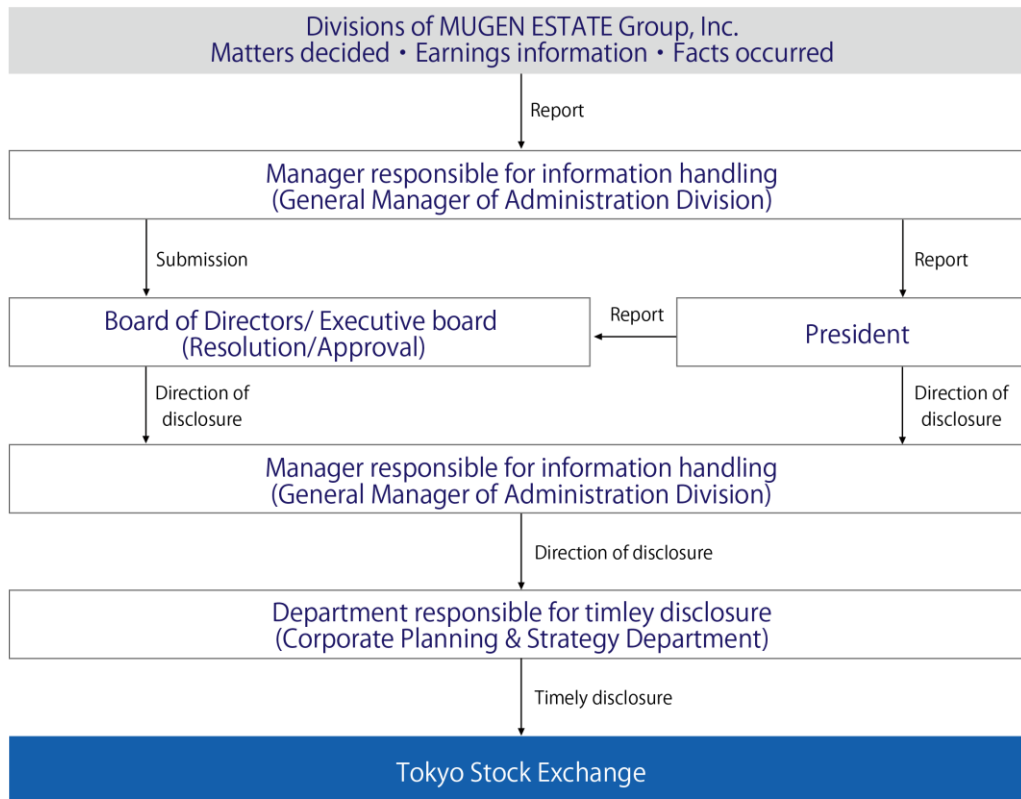 Divisions of MUGEN ESTATE Group, Inc.
Matters decided・Earnings information・Facts occurred
Report
Manager responsible for information handling
(General Manager of Administration Division)
Submission
Report
Board of Directors/ Executive board
(Resolution/Approval)
Report
President
Direction of
disclosure
Direction of
disclosure
Manager responsible for information handling
(General Manager of Administration Division)
Direction of disclosure
Department responsible for timley disclosure
(Corporate Planning & Strategy Department)
Timely disclosure
Tokyo Stock Exchange